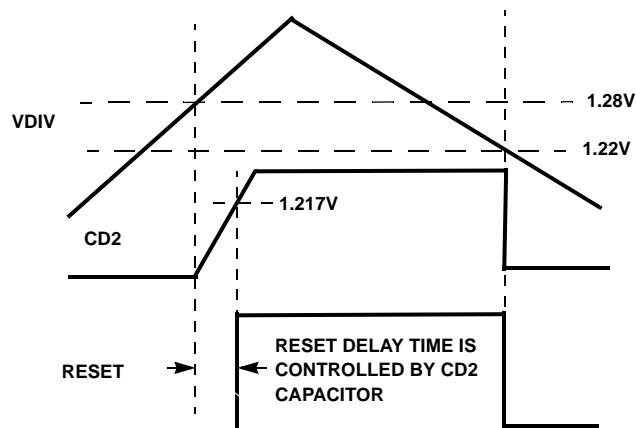 1.28V
VDIV
1.22V
1.217V
CD2
RESET
RESET DELAY TIME IS
CONTROLLED BY CD2
CAPACITOR